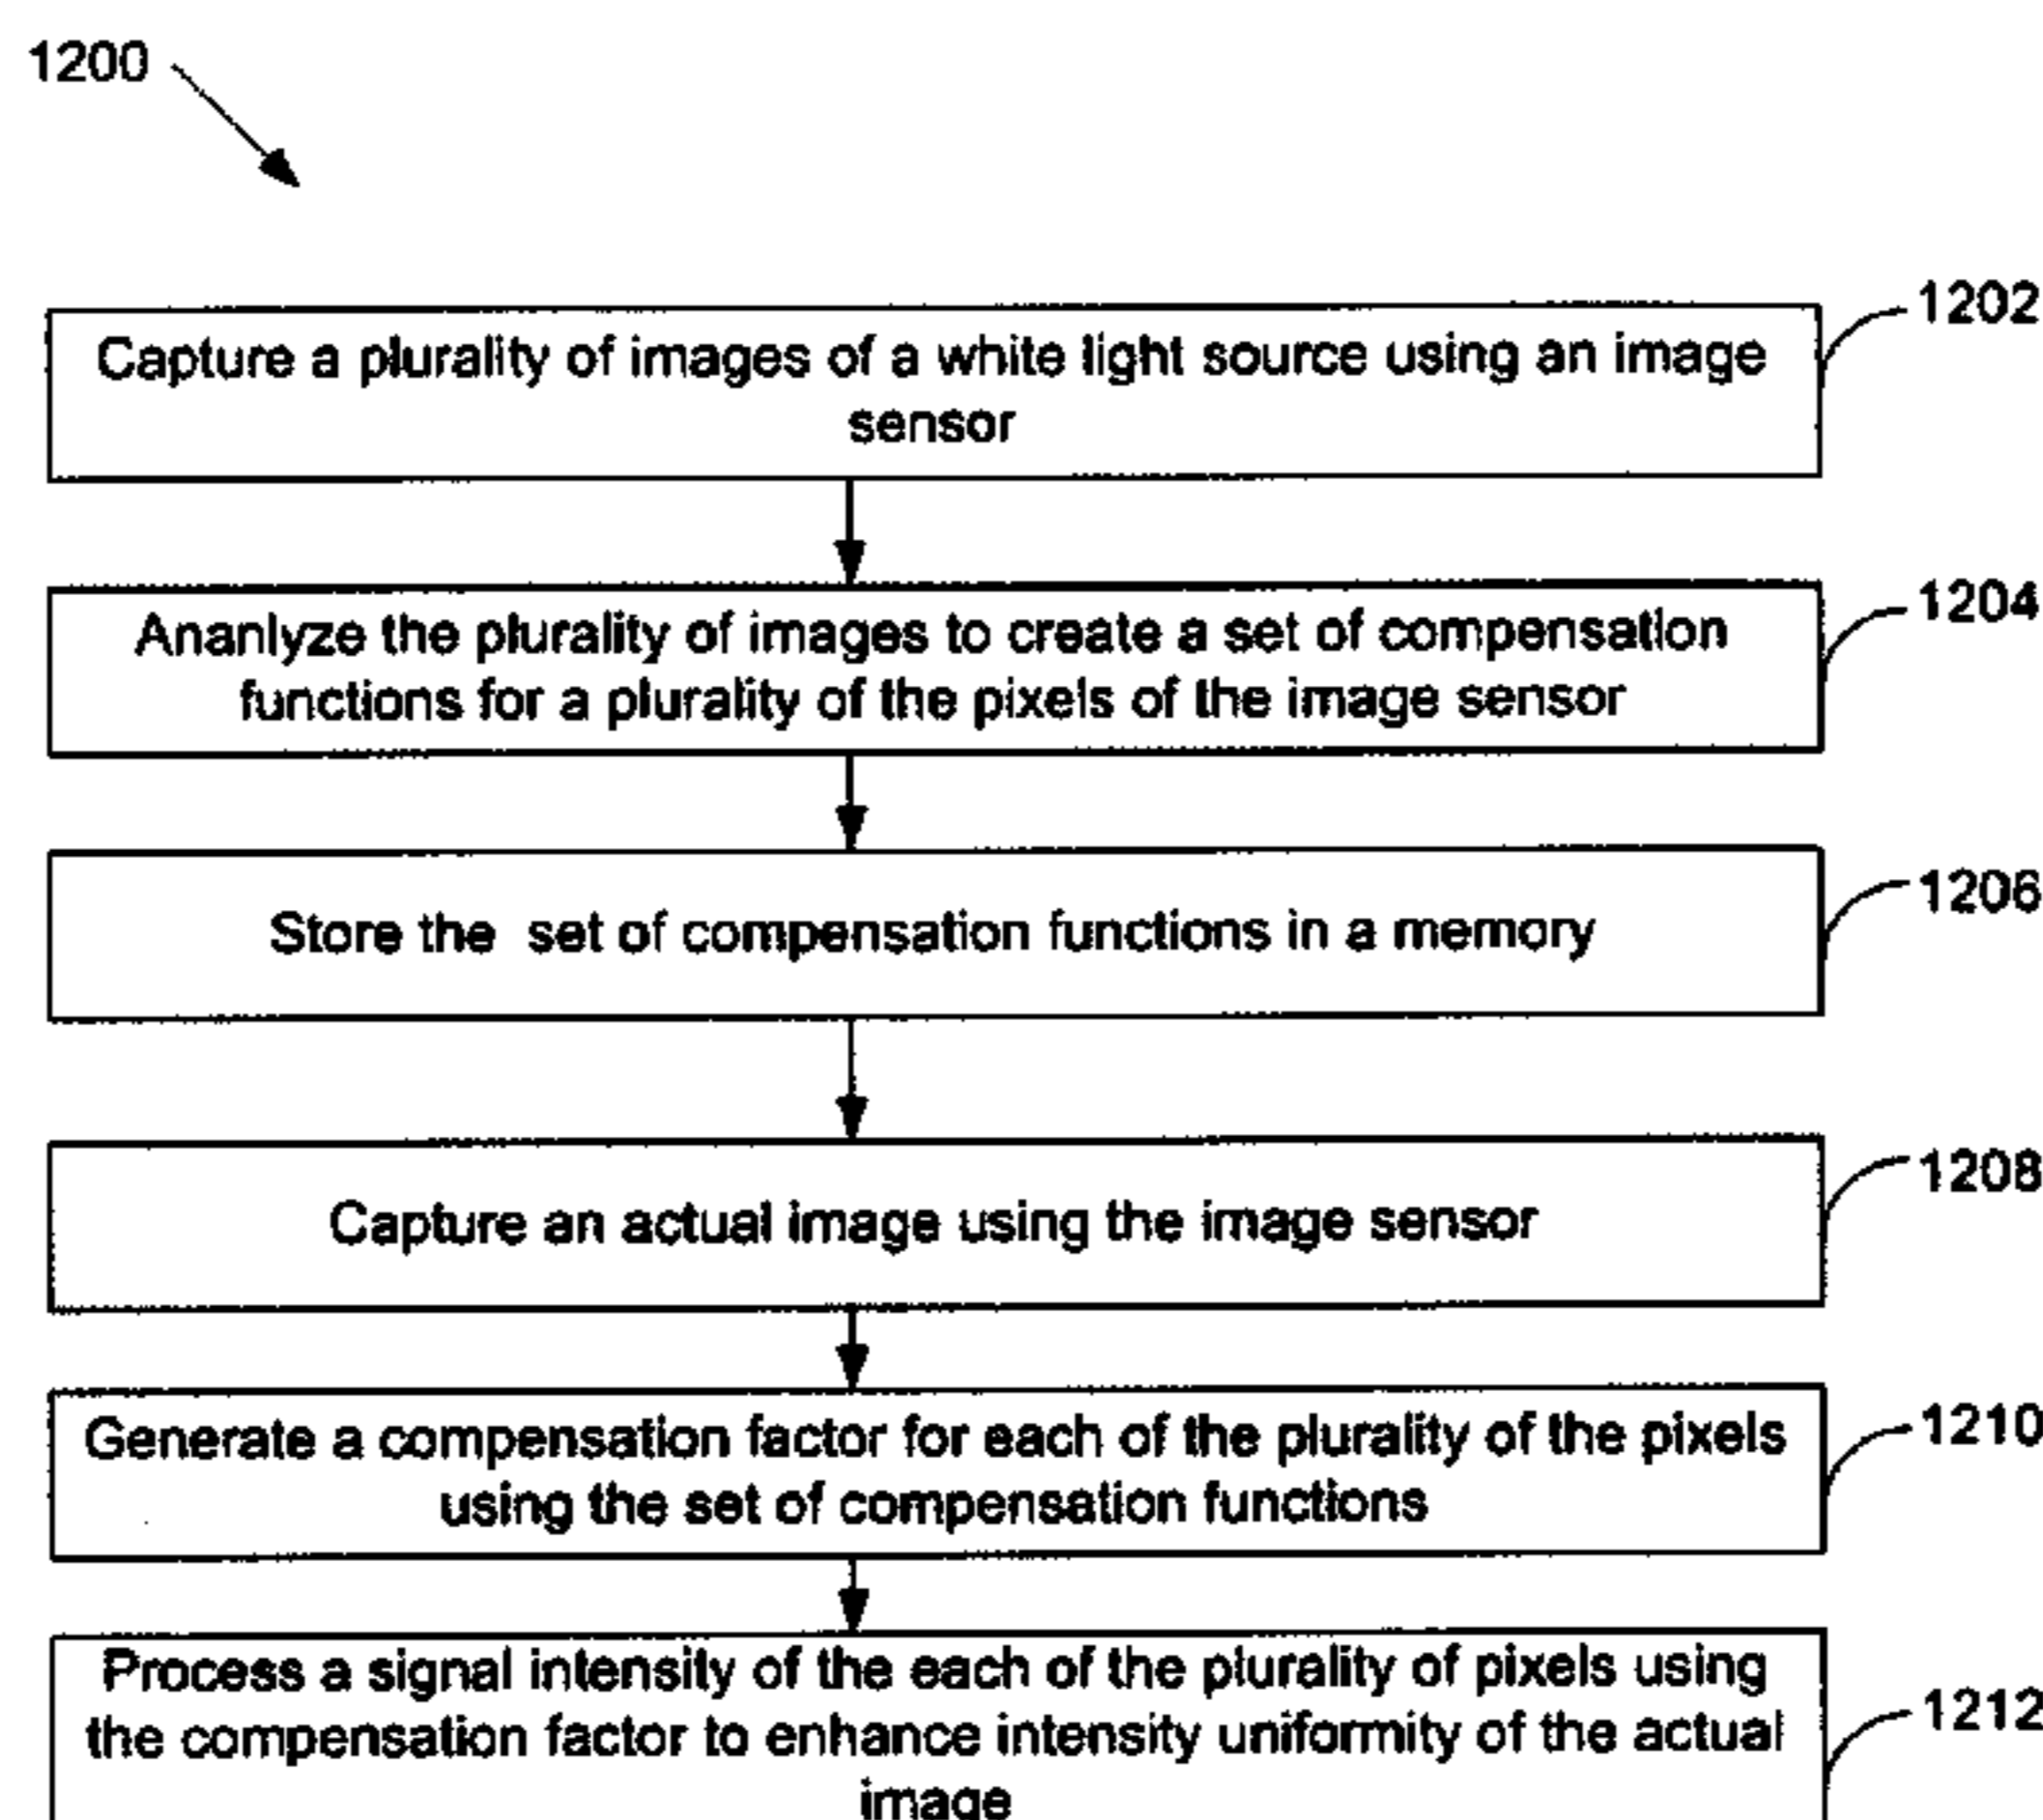 1200
1202
Capture a plurality of images of a white light source using an image
sensor
1204
Ananlyze the plurality of images to create a set of compensation
functions for a plurality of the pixels of the image sensor
1206
Store the set of compensation functions in a memory
1208
Capture an actual image using the image sensor
1210
Generate a compensation factor for each of the plurality of the pixels
using the set of compensation functions
1212
Process a signal intensity of the each of the plurality of pixels using
the compensation factor to enhance intensity uniformity of the actual
image